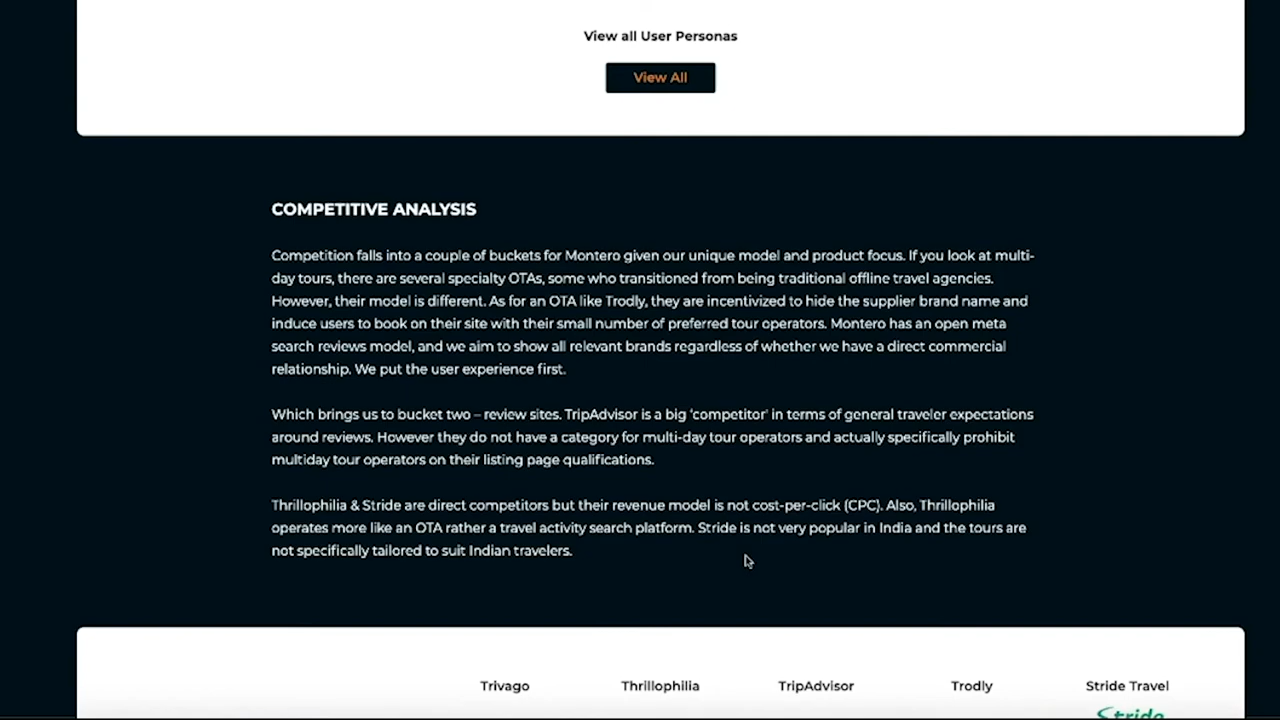 View all User Personas
View All
COMPETITIVE ANALYSIS
Competition falls into a couple of buckets for Montero given our unique model and product focus. If you look at multi-
day tours, there are several specialty OTAs, some who transitioned from being traditional offline travel agencies.
However, their model is different. As for an OTA like Trodly, they are incentivized to hide the supplier brand name and
induce users to book on their site with their small number of preferred tour operators. Montero has an open meta
search reviews model, and we aim to show all relevant brands regardless of whether we have a direct commercial
relationship. We put the user experience first.
Which brings us to bucket two – review sites. TripAdvisor is a big ‘competitor’ in terms of general traveler expectations
around reviews. However they do not have a category for multi-day tour operators and actually specifically prohibit
multiday tour operators on their listing page qualifications.
Thrillophilia & Stride are direct competitors but their revenue model is not cost-per-click (CPC). Also, Thrillophilia
operates more like an OTA rather a travel activity search platform. Stride is not very popular in India and the tours are
not specifically tailored to suit Indian travelers.
Trivago Thrillophilia TripAdvisor Trodly Stride Travel
Stride